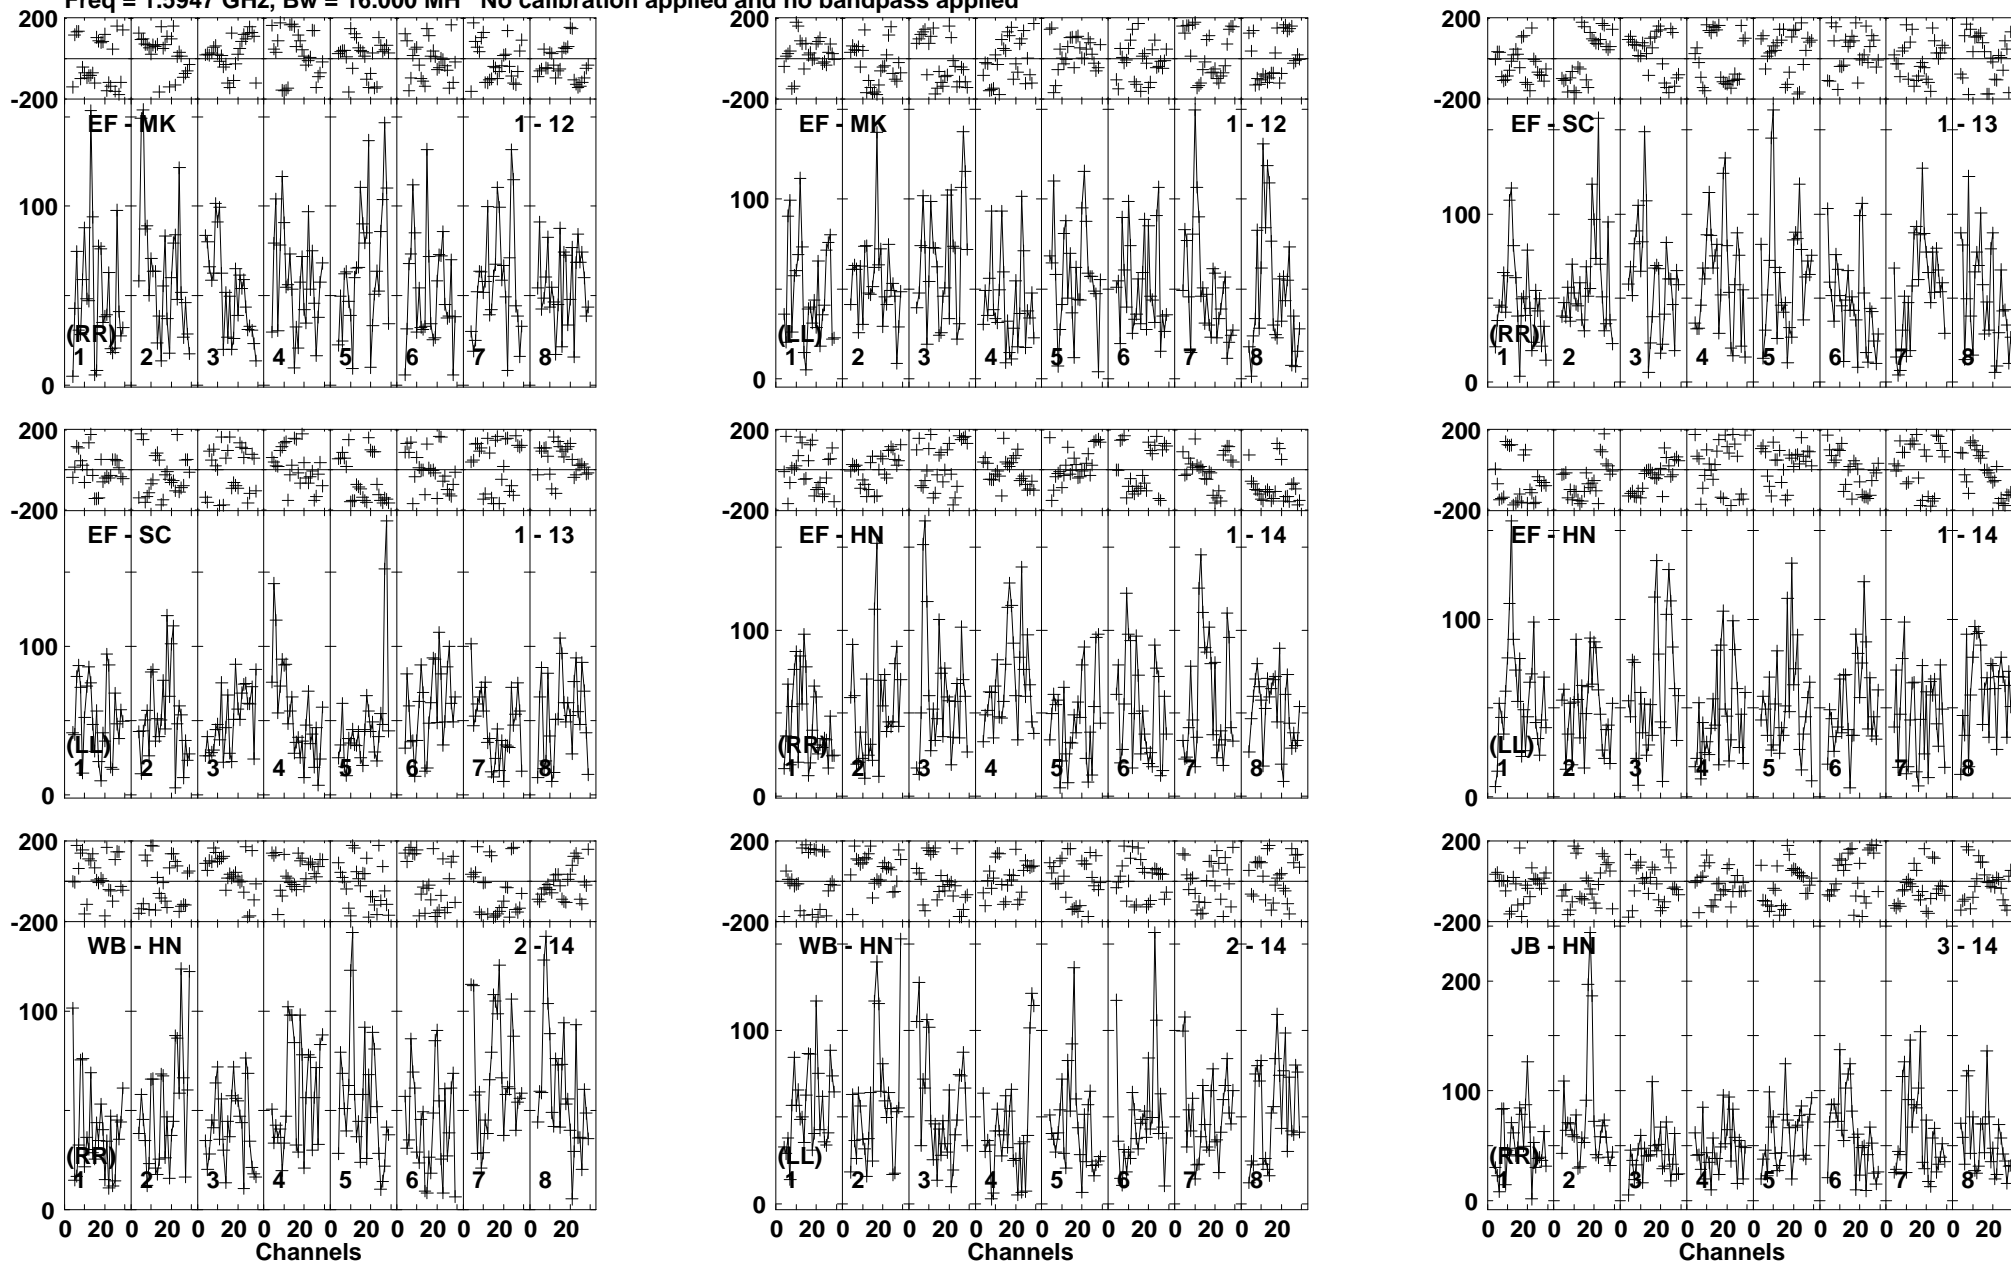 Freq = 1.5947 GHz, Bw = 16.000 MH No calibration applied and no bandpass applied
200 200 200
-200 -200 -200
EF - MK 1 - 12 EF - MK 1 - 12 EF - SC 1 - 13
100 100 100
(RR) (LL) (RR)
1 2 3 4 5 6 7 8 1 2 3 4 5 6 7 8 1 2 3 4 5 6 7 8
0 0 0
200 200 200
-200 -200 -200
EF - SC 1 - 13 EF - HN 1 - 14 EF - HN 1 - 14
100 100 100
(LL) (RR) (LL)
1 2 3 4 5 6 7 8 1 2 3 4 5 6 7 8 1 2 3 4 5 6 7 8
0 0 0
200 200 200
-200 -200 -200
WB - HN 2 - 14 WB - HN 2 - 14 JB - HN 3 - 14
200
100 100 100
(RR) (LL) (RR)
1 2 3 4 5 6 7 8 1 2 3 4 5 6 7 8 1 2 3 4 5 6 7 8
0 0 0
0 20 0 20 0 20 0 20 0 20 0 20 0 20 0 20 0 20 0 20 0 20 0 20 0 20 0 20 0 20 0 20 0 20 0 20 0 20 0 20 0 20 0 20 0 20 0 20
Channels Channels Channels